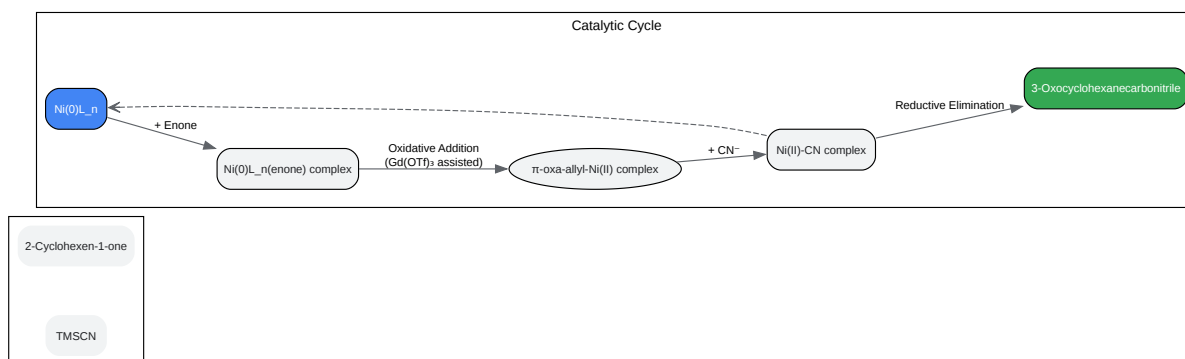 Catalytic Cycle
Ni(0)L_n
+ Enone
Ni(0)L_n(enone) complex
Oxidative Addition
(Gd(OTf)₃ assisted)
π-oxa-allyl-Ni(II) complex
+ CN⁻
Ni(II)-CN complex
Reductive Elimination
3-Oxocyclohexanecarbonitrile
2-Cyclohexen-1-one
TMSCN